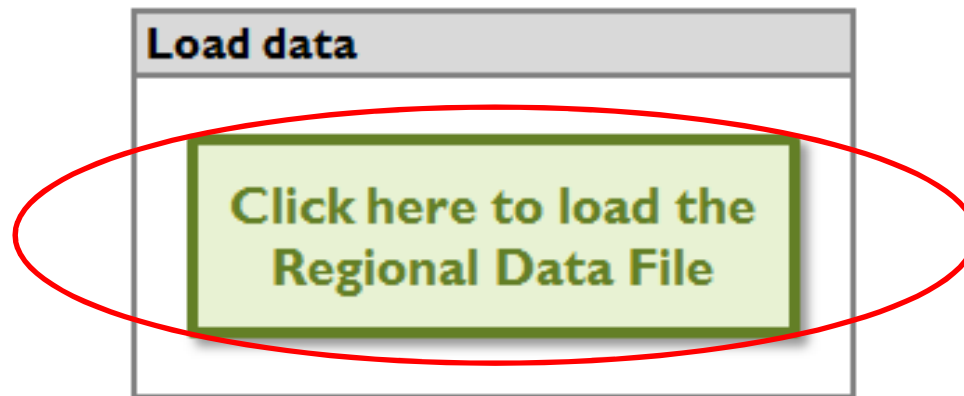 Load data
Click here to load the
Regional Data File